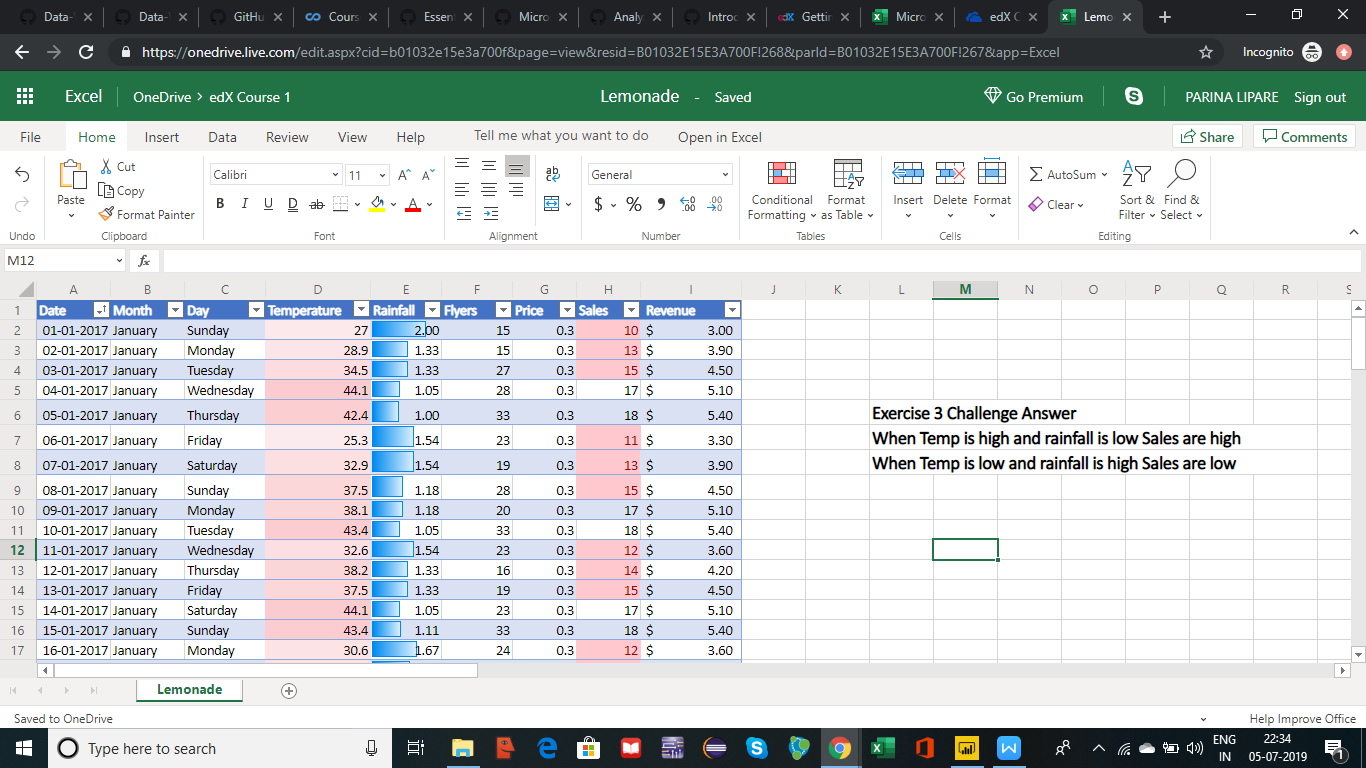 Data- Data- GitHu Cours Essen Micro Analy Introc Gettin Micro edX C Lemo
https://onedrive.live.com/edit.aspx?cid=b01032e15e3a700f&page=view&resid=B01032E15E3A700F!268&parId=B01032E15E3A700F!267&app=Excel Incognito
Excel OneDrive > edX Course 1 Lemonade - Saved Go Premium PARINA LIPARE Sign out
File Home Insert Data Review View Help Tell me what you want to do Open in Excel Share Comments
Cut
Copy
Format Painter
Paste
Calibri 11
B I U D ab A
ab
General
$ % 9 .00 .00
Conditional Formatting
Format as Table
Insert Delete Format
AutoSum
Clear
Sort & Filter
Find & Select
Undo Clipboard Font Alignment Number Tables Cells Editing
M12 fx
A B C D E F G H I J K L M N O P Q R S
1 Date Month Day Temperature Rainfall Flyers Price Sales Revenue
2 01-01-2017 January Sunday 27 2.00 15 0.3 10 $ 3.00
3 02-01-2017 January Monday 28.9 1.33 15 0.3 13 $ 3.90
4 03-01-2017 January Tuesday 34.5 1.33 27 0.3 15 $ 4.50
5 04-01-2017 January Wednesday 44.1 1.05 28 0.3 17 $ 5.10
6 05-01-2017 January Thursday 42.4 1.00 33 0.3 18 $ 5.40 Exercise 3 Challenge Answer
7 06-01-2017 January Friday 25.3 1.54 23 0.3 11 $ 3.30 When Temp is high and rainfall is low Sales are high
8 07-01-2017 January Saturday 32.9 1.54 19 0.3 13 $ 3.90 When Temp is low and rainfall is high Sales are low
9 08-01-2017 January Sunday 37.5 1.18 28 0.3 15 $ 4.50
10 09-01-2017 January Monday 38.1 1.18 20 0.3 17 $ 5.10
11 10-01-2017 January Tuesday 43.4 1.05 33 0.3 18 $ 5.40
12 11-01-2017 January Wednesday 32.6 1.54 23 0.3 12 $ 3.60
13 12-01-2017 January Thursday 38.2 1.33 16 0.3 14 $ 4.20
14 13-01-2017 January Friday 37.5 1.33 19 0.3 15 $ 4.50
15 14-01-2017 January Saturday 44.1 1.05 23 0.3 17 $ 5.10
16 15-01-2017 January Sunday 43.4 1.11 33 0.3 18 $ 5.40
17 16-01-2017 January Monday 30.6 1.67 24 0.3 12 $ 3.60
Lemonade
Saved to OneDrive Help Improve Office
Type here to search ENG 22:34
IN 05-07-2019 1